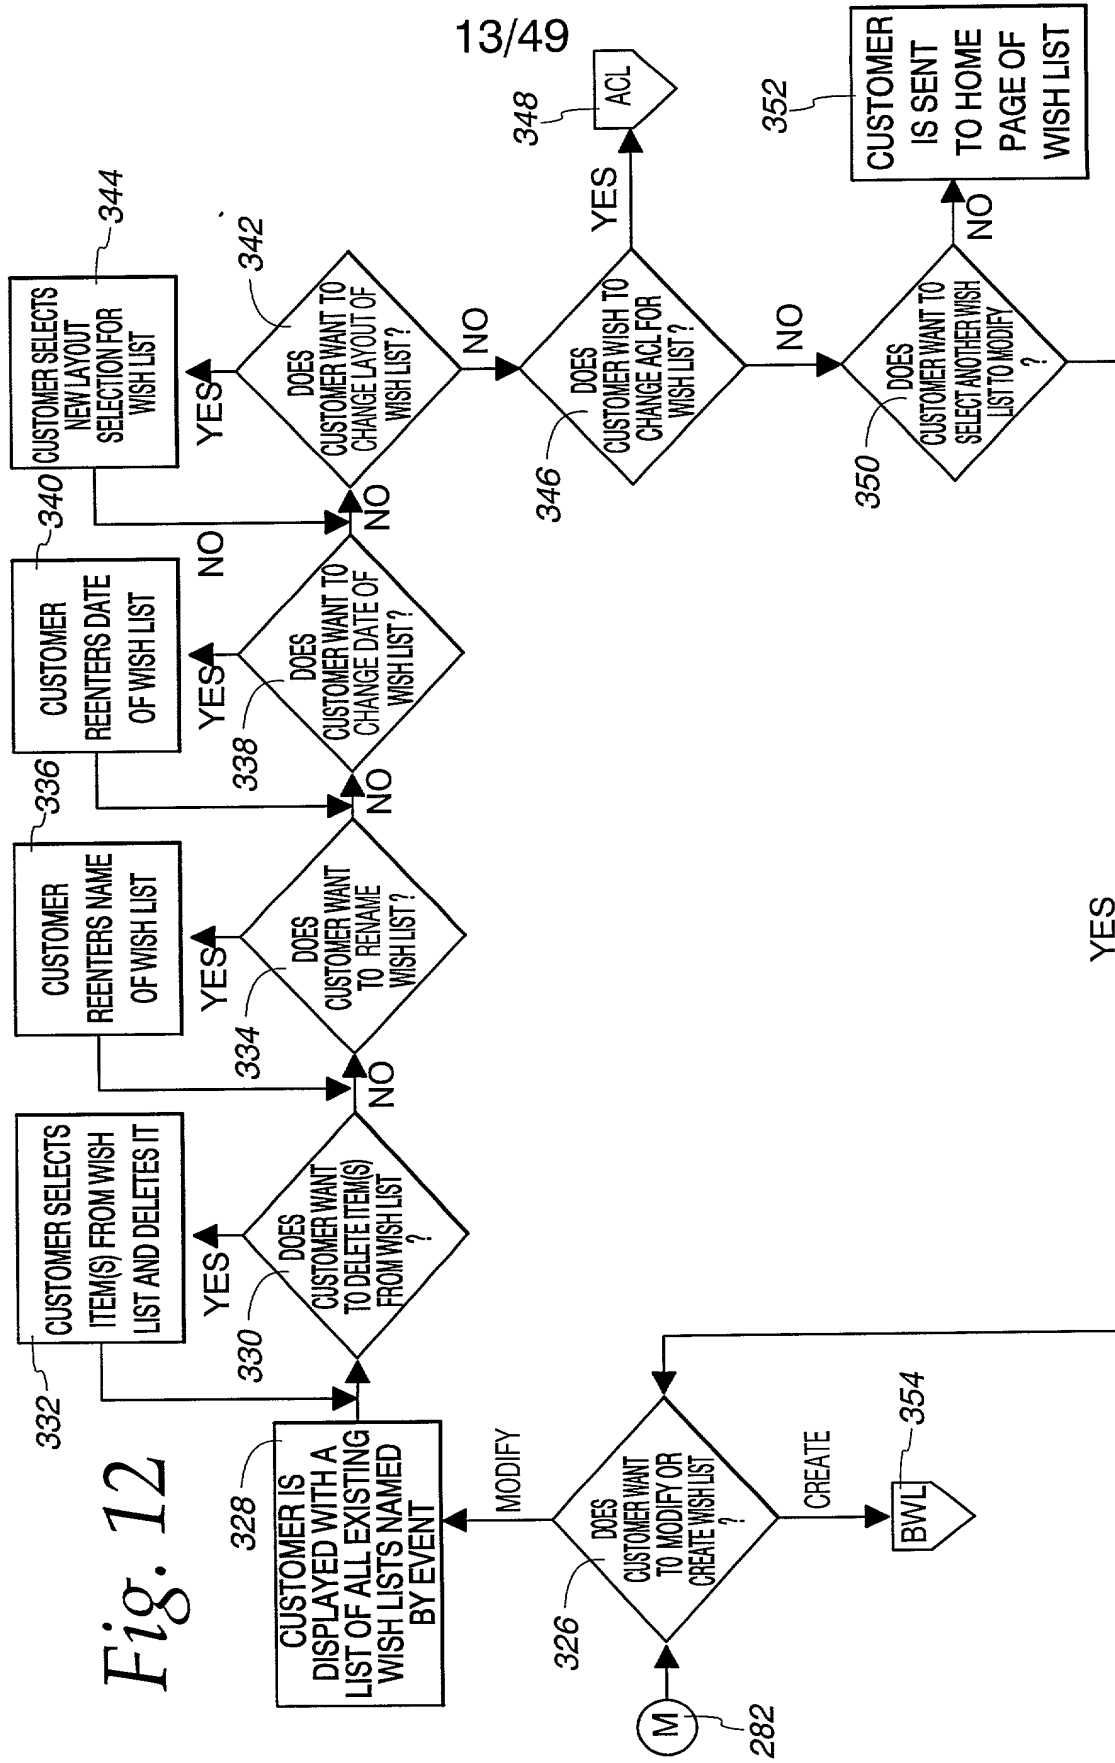 13/49
Fig. 12
M
282
326
DOES
CUSTOMER WANT
TO MODIFY OR
CREATE WISH LIST
?
MODIFY
CREATE
BWL
354
328
CUSTOMER IS
DISPLAYED WITH A
LIST OF ALL EXISTING
WISH LISTS NAMED
BY EVENT
332
CUSTOMER SELECTS
ITEM(S) FROM WISH
LIST AND DELETES IT
YES
330
DOES
CUSTOMER WANT
TO DELETE ITEM(S)
FROM WISH LIST
?
NO
336
CUSTOMER
REENTERS NAME
OF WISH LIST
YES
334
DOES
CUSTOMER WANT
TO RENAME
WISH LIST ?
NO
340
CUSTOMER
REENTERS DATE
OF WISH LIST
YES
NO
338
DOES
CUSTOMER WANT TO
CHANGE DATE OF
WISH LIST ?
NO
344
CUSTOMER SELECTS
NEW LAYOUT
SELECTION FOR
WISH LIST
YES
342
DOES
CUSTOMER WANT TO
CHANGE LAYOUT OF
WISH LIST ?
NO
346
DOES
CUSTOMER WISH TO
CHANGE ACL FOR
WISH LIST ?
YES
348
ACL
NO
350
DOES
CUSTOMER WANT TO
SELECT ANOTHER WISH
LIST TO MODIFY
?
NO
352
CUSTOMER
IS SENT
TO HOME
PAGE OF
WISH LIST
YES